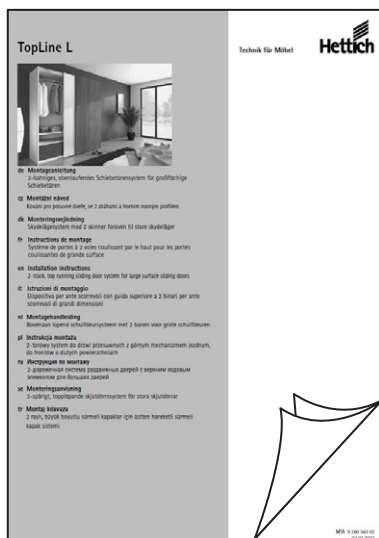 TopLine L
Technik für Möbel
Hettich
de Montageanleitung
2-bahniges, obenlaufendes Schiebetürensystem für großflächige
Schiebetüren
cz Montážní návod
Kování pro posuvné dveře, se 2 dráhami a horním nosným profilem
dk Monteringsvejledning
Skydelågesystem med 2 skinner foroven til store skydelåger
fr Instructions de montage
Système de portes à 2 voies coulissant par le haut pour les portes
coulissantes de grande surface
en Installation instructions
2-track, top running sliding door system for large surface sliding doors
it Istruzioni di montaggio
Dispositivo per ante scorrevoli con guida superiore a 2 binari per ante
scorrevoli di grandi dimensioni
nl Montagehandleiding
Bovenaan lopend schuifdeursysteem met 2 banen voor grote schuifdeuren
pl Instrukcja montażu
2-torowy system do drzwi przesuwnych z górnym mechanizmem jezdnym,
do frontów o dużych powierzchniach
ru Инструкция по монтажу
2-дорожечная система раздвижных дверей с верхним ходовым
элементом для больших дверей
se Monteringsanvisning
2-spårigt, topplöpande skjutdörrsystem för stora skjutdörrar
tr Montaj kılavuzu
2 raylı, büyük boyutlu sürmeli kapaklar için üstten hareketli sürmeli
kapak sistemi
MTA